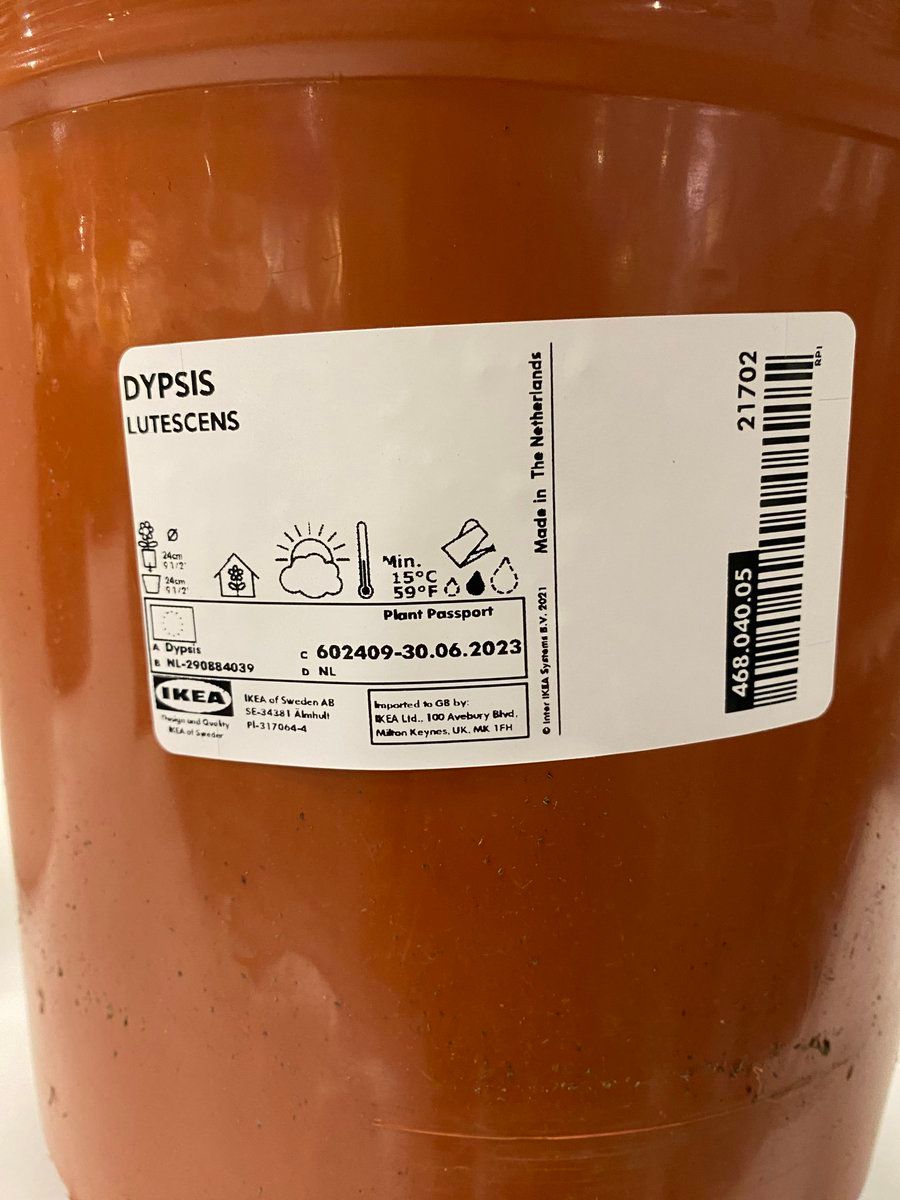 DYPSIS
LUTESCENS
Ø
24cm
9 1/2"
24cm
9 1/2"
Min.
15°C
59°F
Plant Passport
A Dypsis
B NL-290884039
C 602409-30.06.2023
D NL
IKEA
Design and Quality
IKEA of Sweden
IKEA of Sweden AB
SE-34381 Älmhult
PI-317064-4
Imported to GB by:
IKEA Ltd., 100 Avebury Blvd,
Milton Keynes, UK. MK 1FH
© Inter IKEA Systems B.V. 2021
Made in The Netherlands
21702
468.040.05
RP1